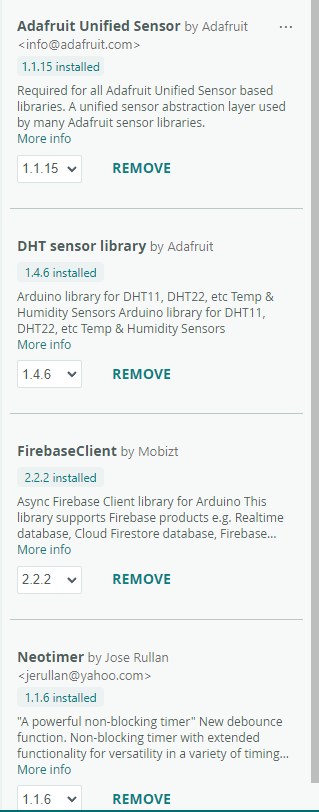 Adafruit Unified Sensor by Adafruit ...
<info@adafruit.com>
1.1.15 installed
Required for all Adafruit Unified Sensor based
libraries. A unified sensor abstraction layer used
by many Adafruit sensor libraries.
More info
1.1.15 REMOVE
DHT sensor library by Adafruit
1.4.6 installed
Arduino library for DHT11, DHT22, etc Temp &
Humidity Sensors Arduino library for DHT11,
DHT22, etc Temp & Humidity Sensors
More info
1.4.6 REMOVE
FirebaseClient by Mobizt
2.2.2 installed
Async Firebase Client library for Arduino This
library supports Firebase products e.g. Realtime
database, Cloud Firestore database, Firebase...
More info
2.2.2 REMOVE
Neotimer by Jose Rullan
<jerullan@yahoo.com>
1.1.6 installed
"A powerful non-blocking timer" New debounce
function. Non-blocking timer with extended
functionality for versatility in a variety of timing...
More info
1.1.6 REMOVE